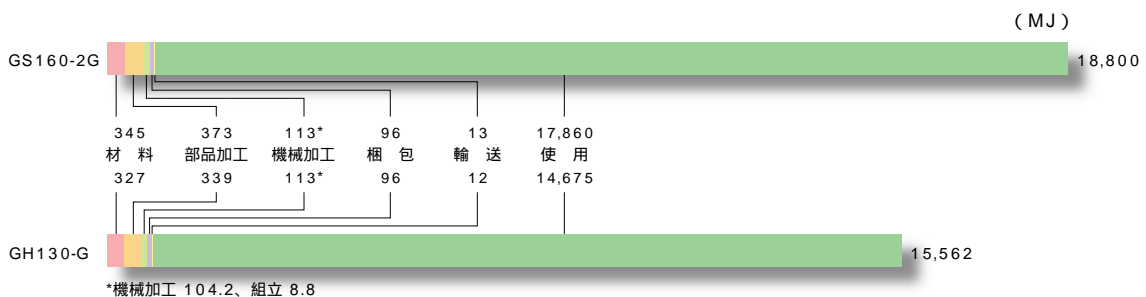 (MJ)
GS160-2G 18,800
345 373 113* 96 13 17,860
材 料 部品加工 機械加工 梱 包 輸 送 使 用
327 339 113* 96 12 14,675
GH130-G 15,562
*機械加工 104.2、組立 8.8